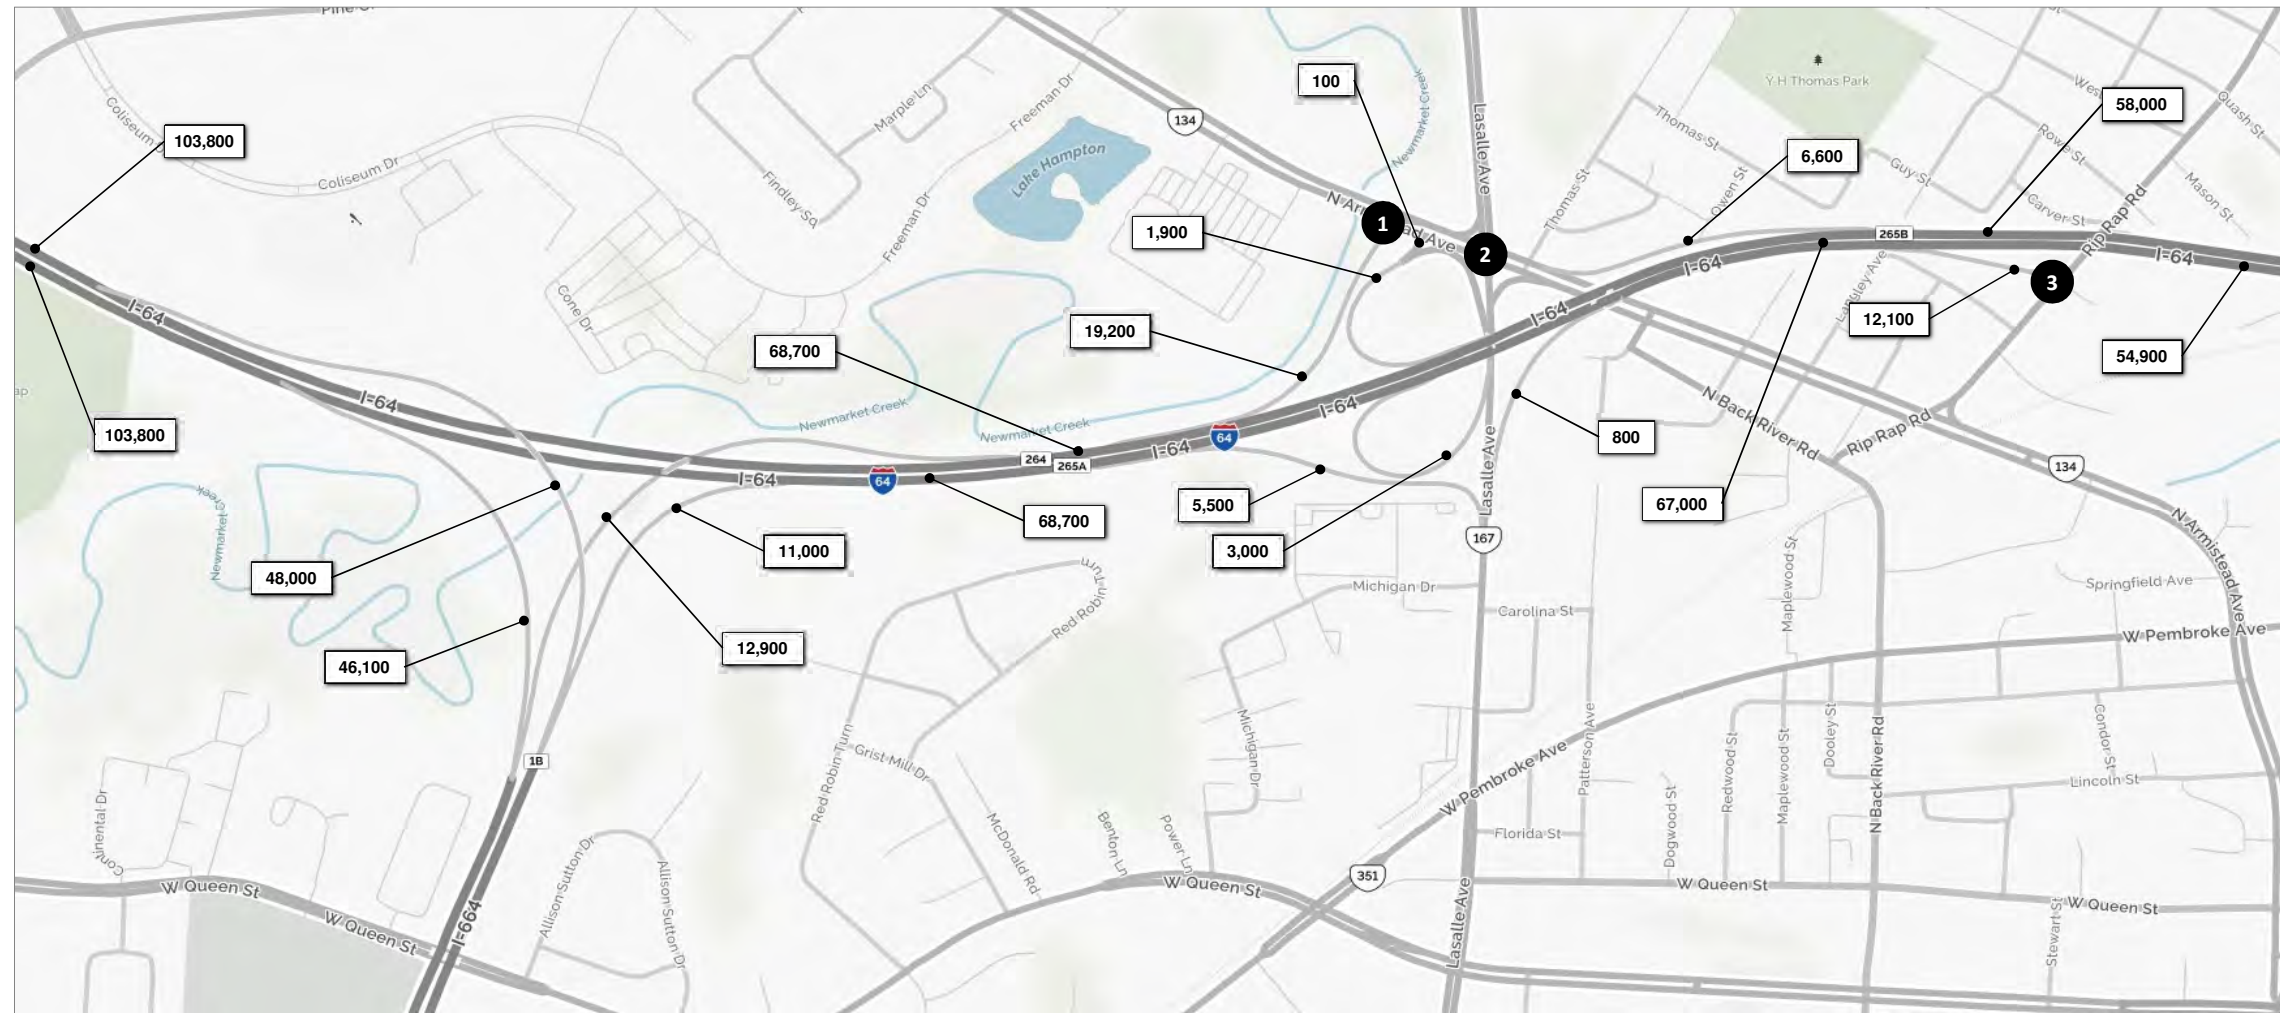 Coliseum Dr
Marple Ln
Freeman Dr
134
100
Newmarket Creek
Lasalle Ave
Y H Thomas Park
58,000
Quash St
103,800
Coliseum Dr
Findley Sq
Lake Hampton
Thomas St
6,600
Rowe St
Guy St
Mason St
N Ar
1
ad Ave
Thomas St
Owen St
Carver St
Rip Rap Rd
1,900
Freeman Dr
2
265B
I-64
I-64
3
I-64
Cone Dr
I-64
Langley Ave
12,100
19,200
68,700
54,900
I-64
Newmarket Creek
Newmarket Creek
I-64
N Back River Rd
Rip Rap Rd
103,800
64
I-64
Lasalle Ave
800
264
265A
I-64
64
134
Newmarket Creek
5,500
67,000
68,700
N Armistead Ave
11,000
3,000
167
48,000
Michigan Dr
Maplewood St
Springfield Ave
Red Robin Turn
Carolina St
12,900
46,100
W Pembroke Ave
Red Robin Turn
Grist Mill Dr
Michigan Dr
Patterson Ave
Redwood St
Maplewood St
Dooley St
N Back River Rd
Condor St
1B
W Pembroke Ave
Lincoln St
Continental Dr
McDonald Rd
Benton Ln
Power Ln
Florida St
Dogwood St
Allison Sutton Dr
Allison Sutton Dr
351
W Queen St
W Queen St
W Queen St
W Queen St
W Queen St
I-664
Lasalle Ave
Stewart St